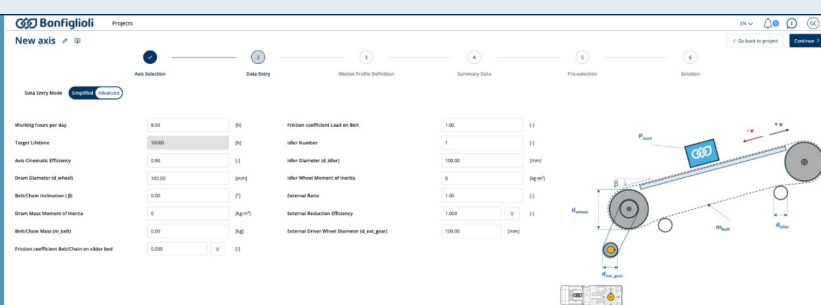 Bonfiglioli Projects EN GC
New axis Go back to project Continue
2 3 4 5 6
Axis Selection Data Entry Motion Profile Definition Summary Data Pre-selection Solution
Data Entry Mode Simplified Advanced
Working hours per day 8.00 [h] Friction coefficient Load on Belt 1.00 [-]
Target Lifetime 10000 [h] Idler Number 1 [-]
Axis Cinematic Efficiency 0.90 [-] Idler Diameter (d_idler) 100.00 [mm]
Drum Diameter (d_wheel) 100.00 [mm] Idler Wheel Moment of Inertia 0 [kg·m²]
Belt/Chain Inclination (β) 0.00 [°] External Ratio 1.00 [-]
Drum Mass Moment of Inertia 0 [kg·m²] External Reduction Efficiency 1.000 [-]
Belt/Chain Mass (m_belt) 0.00 [kg] External Driver Wheel Diameter (d_ext_gear) 100.00 [mm]
Friction coefficient Belt/Chain on slider bed 0.050 [-]
- v + v
β
d wheel
m belt
d idler
d ext_gear